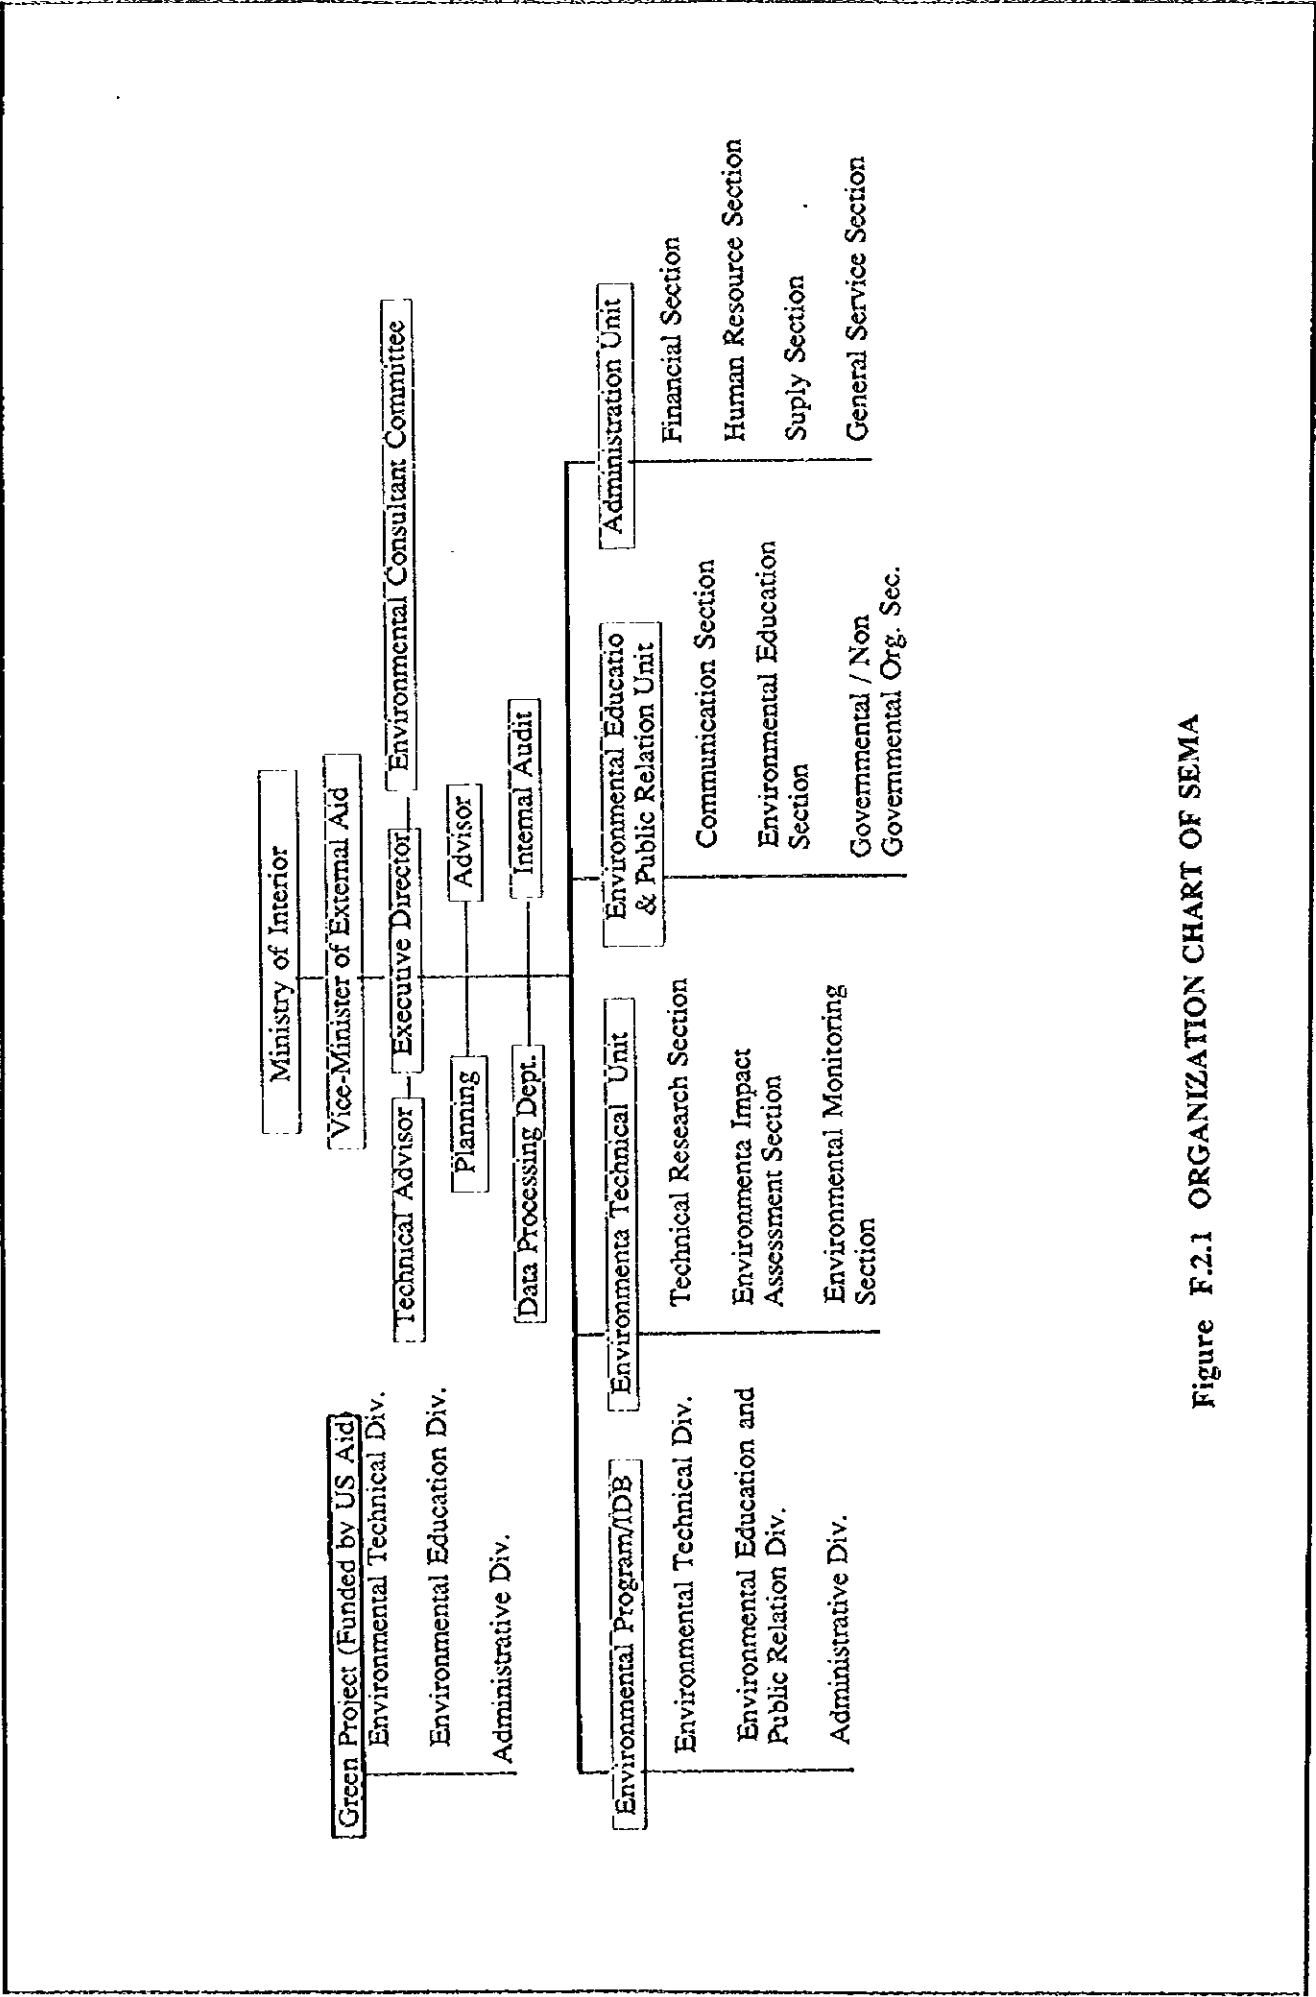 Ministry of Interior
Green Project (Funded by US Aid)
Environmental Technical Div.
Environmental Education Div.
Administrative Div.
Vice-Minister of External Aid
Technical Advisor
Executive Director
Environmental Consultant Committee
Planning
Advisor
Data Processing Dept.
Internal Audit
Environmental Program/IDB
Environmental Technical Div.
Environmental Education and
Public Relation Div.
Administrative Div.
Environmenta Technical Unit
Technical Research Section
Environmenta Impact
Assessment Section
Environmental Monitoring
Section
Environmental Educatio
& Public Relation Unit
Communication Section
Environmental Education
Section
Governmental / Non
Governmental Org. Sec.
Administration Unit
Financial Section
Human Resource Section
Suply Section
General Service Section
Figure F.2.1 ORGANIZATION CHART OF SEMA